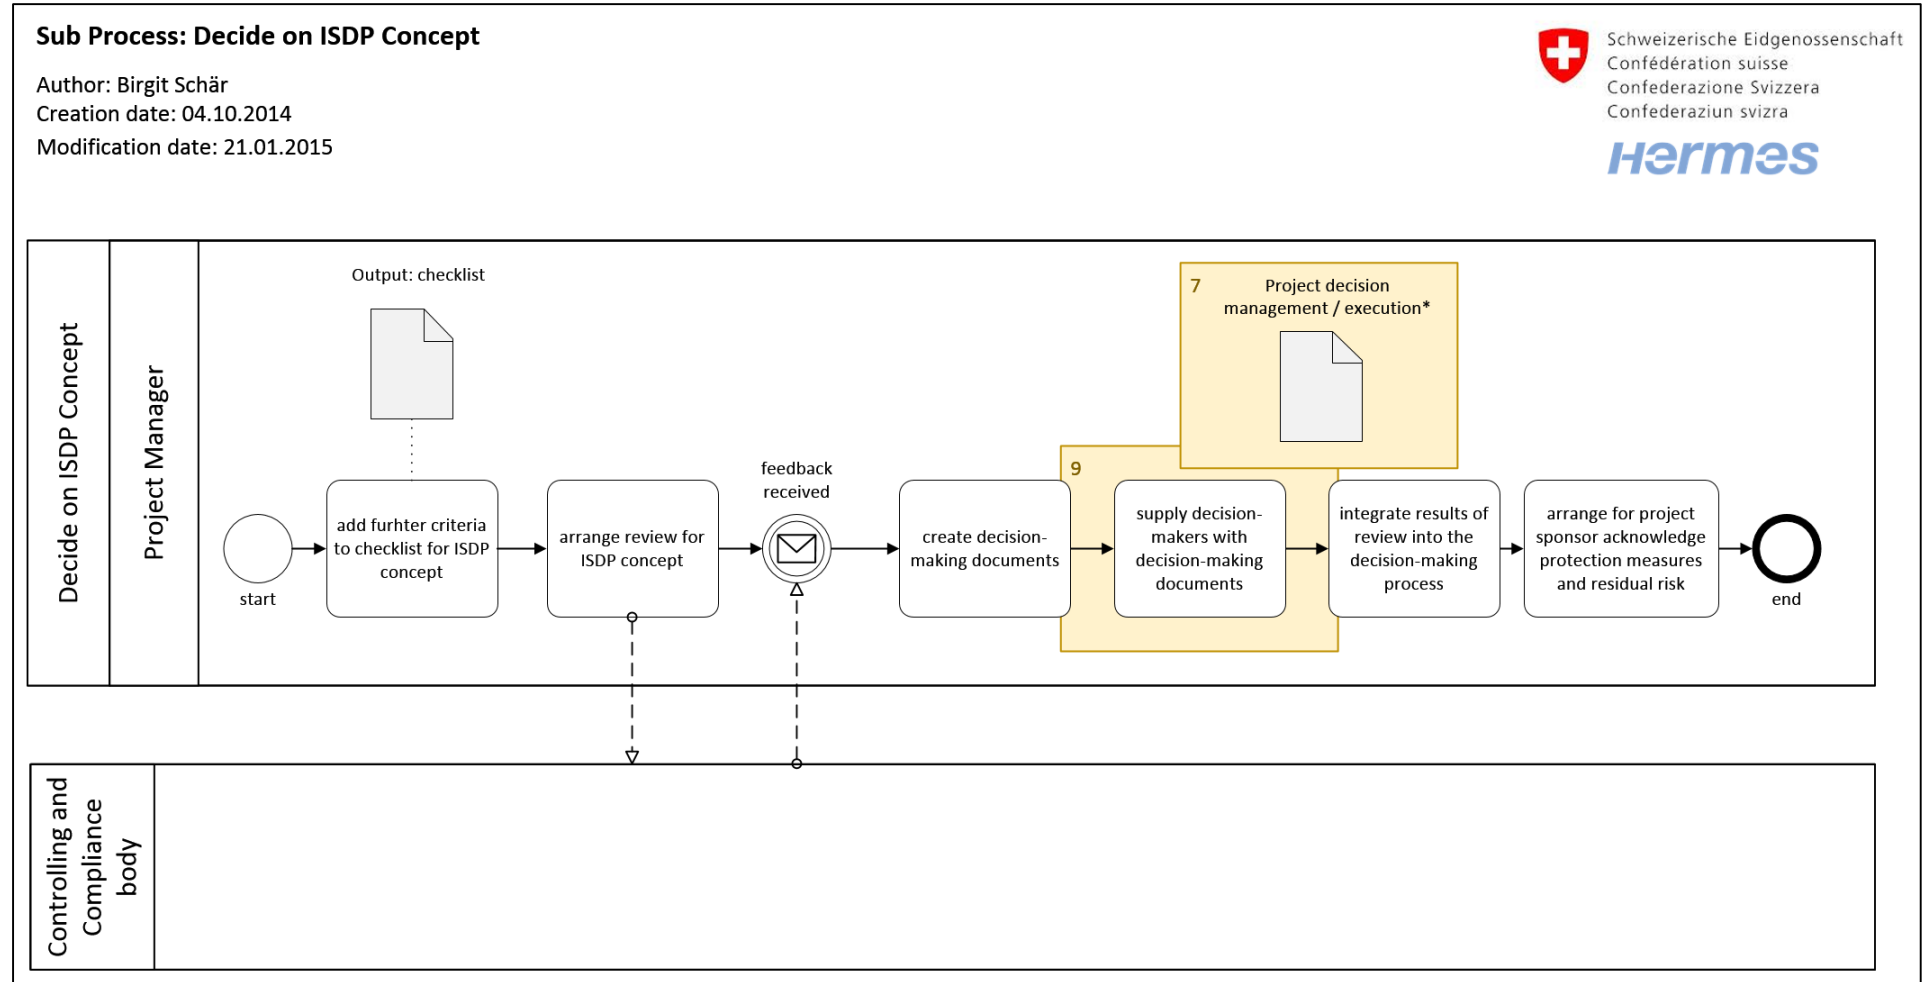 Sub Process: Decide on ISDP Concept
Author: Birgit Schär
Creation date: 04.10.2014
Modification date: 21.01.2015
Schweizerische Eidgenossenschaft
Confédération suisse
Confederazione Svizzera
Confederaziun svizra
Hermes
Decide on ISDP Concept
Project Manager
Output: checklist
7
Project decision
management / execution*
9
start
add furhter criteria
to checklist for ISDP
concept
arrange review for
ISDP concept
feedback
received
create decision-
making documents
supply decision-
makers with
decision-making
documents
integrate results of
review into the
decision-making
process
arrange for project
sponsor acknowledge
protection measures
and residual risk
end
Controlling and
Compliance
body